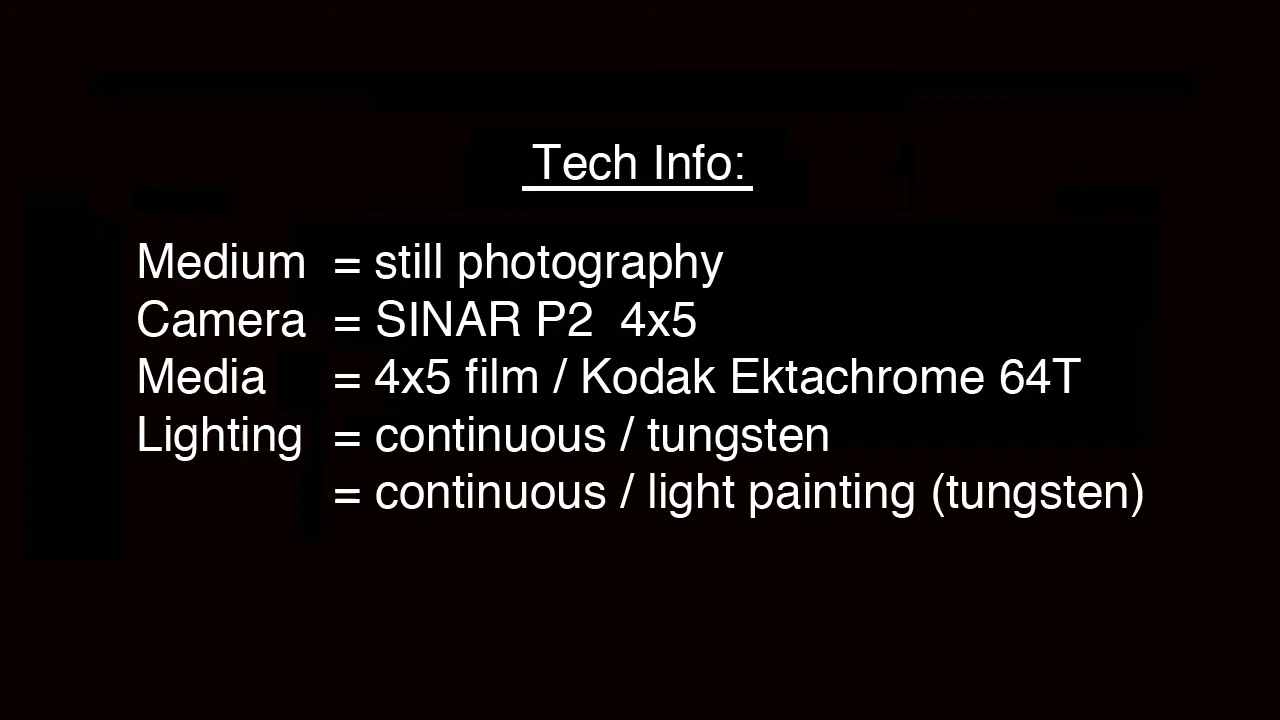 Tech Info:
Medium = still photography
Camera = SINAR P2 4x5
Media = 4x5 film / Kodak Ektachrome 64T
Lighting = continuous / tungsten
= continuous / light painting (tungsten)